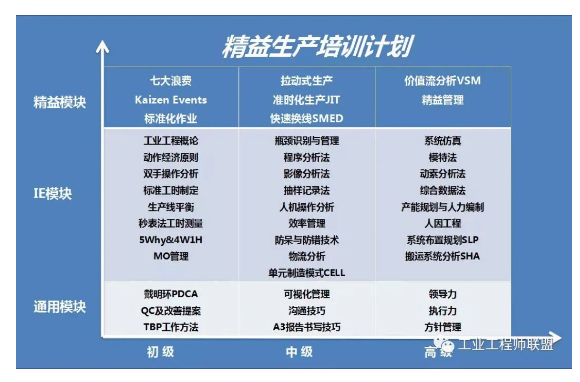 精益生产培训计划
精益模块
七大浪费
Kaizen Events
标准化作业
拉动式生产
准时化生产JIT
快速换线SMED
价值流分析VSM
精益管理
IE模块
工业工程概论
动作经济原则
双手操作分析
标准工时制定
生产线平衡
秒表法工时测量
5Why&4W1H
MO管理
瓶颈识别与管理
程序分析法
影像分析法
抽样记录法
人机操作分析
效率管理
防呆与防错技术
物流分析
单元制造模式CELL
系统仿真
模特法
动素分析法
综合数据法
产能规划与人力编制
人因工程
系统布置规划SLP
搬运系统分析SHA
通用模块
戴明环PDCA
QC及改善提案
TBP工作方法
可视化管理
沟通技巧
A3报告书写技巧
领导力
执行力
方针管理
初级
中级
高级
工业工程师联盟